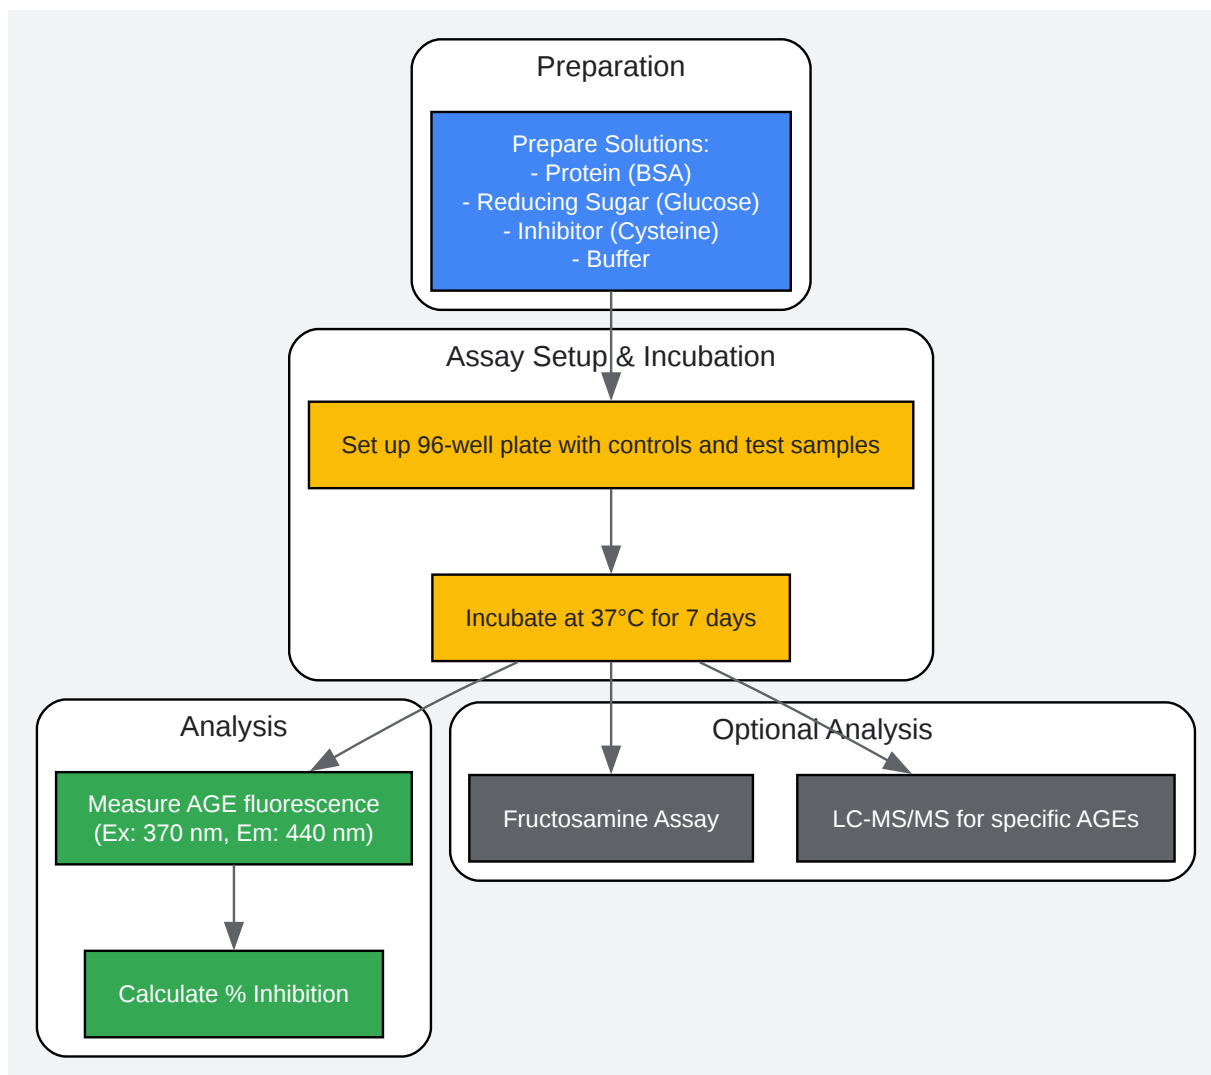 Preparation
Prepare Solutions:
- Protein (BSA)
- Reducing Sugar (Glucose)
- Inhibitor (Cysteine)
- Buffer
Assay Setup & Incubation
Set up 96-well plate with controls and test samples
Incubate at 37°C for 7 days
Analysis
Measure AGE fluorescence
(Ex: 370 nm, Em: 440 nm)
Calculate % Inhibition
Optional Analysis
Fructosamine Assay
LC-MS/MS for specific AGEs